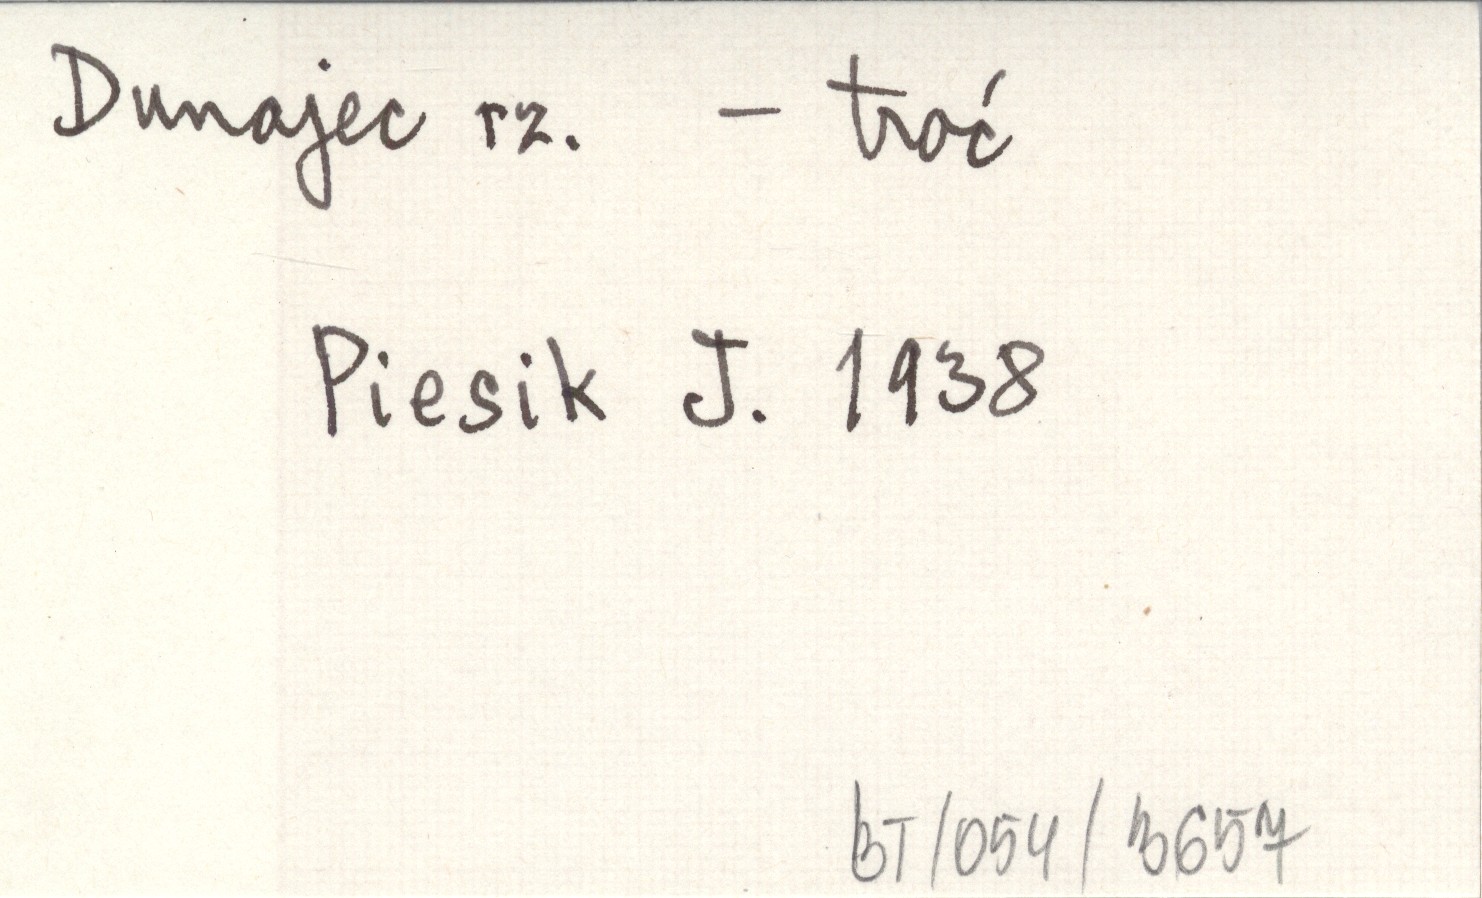 Dunajec rz. – troć
Piesik J. 1938
BT/054/3657